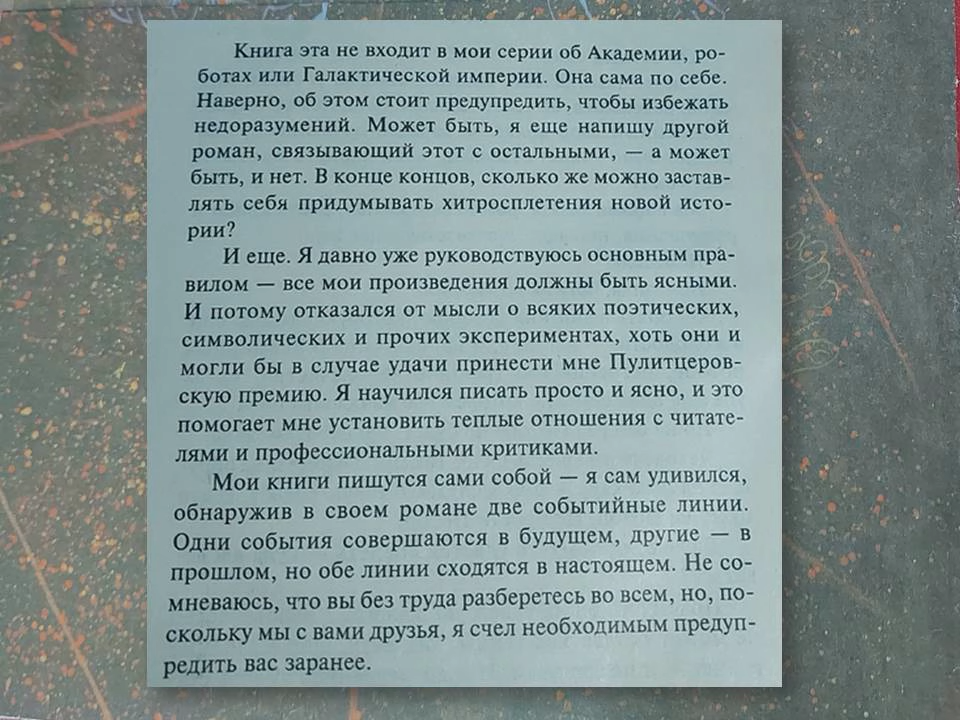 Книга эта не входит в мои серии об Академии, ро-
ботах или Галактической империи. Она сама по себе.
Наверно, об этом стоит предупредить, чтобы избежать
недоразумений. Может быть, я еще напишу другой
роман, связывающий этот с остальными, — а может
быть, и нет. В конце концов, сколько же можно застав-
лять себя придумывать хитросплетения новой исто-
рии?
И еще. Я давно уже руководствуюсь основным пра-
вилом — все мои произведения должны быть ясными.
И потому отказался от мысли о всяких поэтических,
символических и прочих экспериментах, хоть они и
могли бы в случае удачи принести мне Пулитцеров-
скую премию. Я научился писать просто и ясно, и это
помогает мне установить теплые отношения с читате-
лями и профессиональными критиками.
Мои книги пишутся сами собой — я сам удивился,
обнаружив в своем романе две событийные линии.
Одни события совершаются в будущем, другие — в
прошлом, но обе линии сходятся в настоящем. Не со-
мневаюсь, что вы без труда разберетесь во всем, но, по-
скольку мы с вами друзья, я счел необходимым предуп-
редить вас заранее.